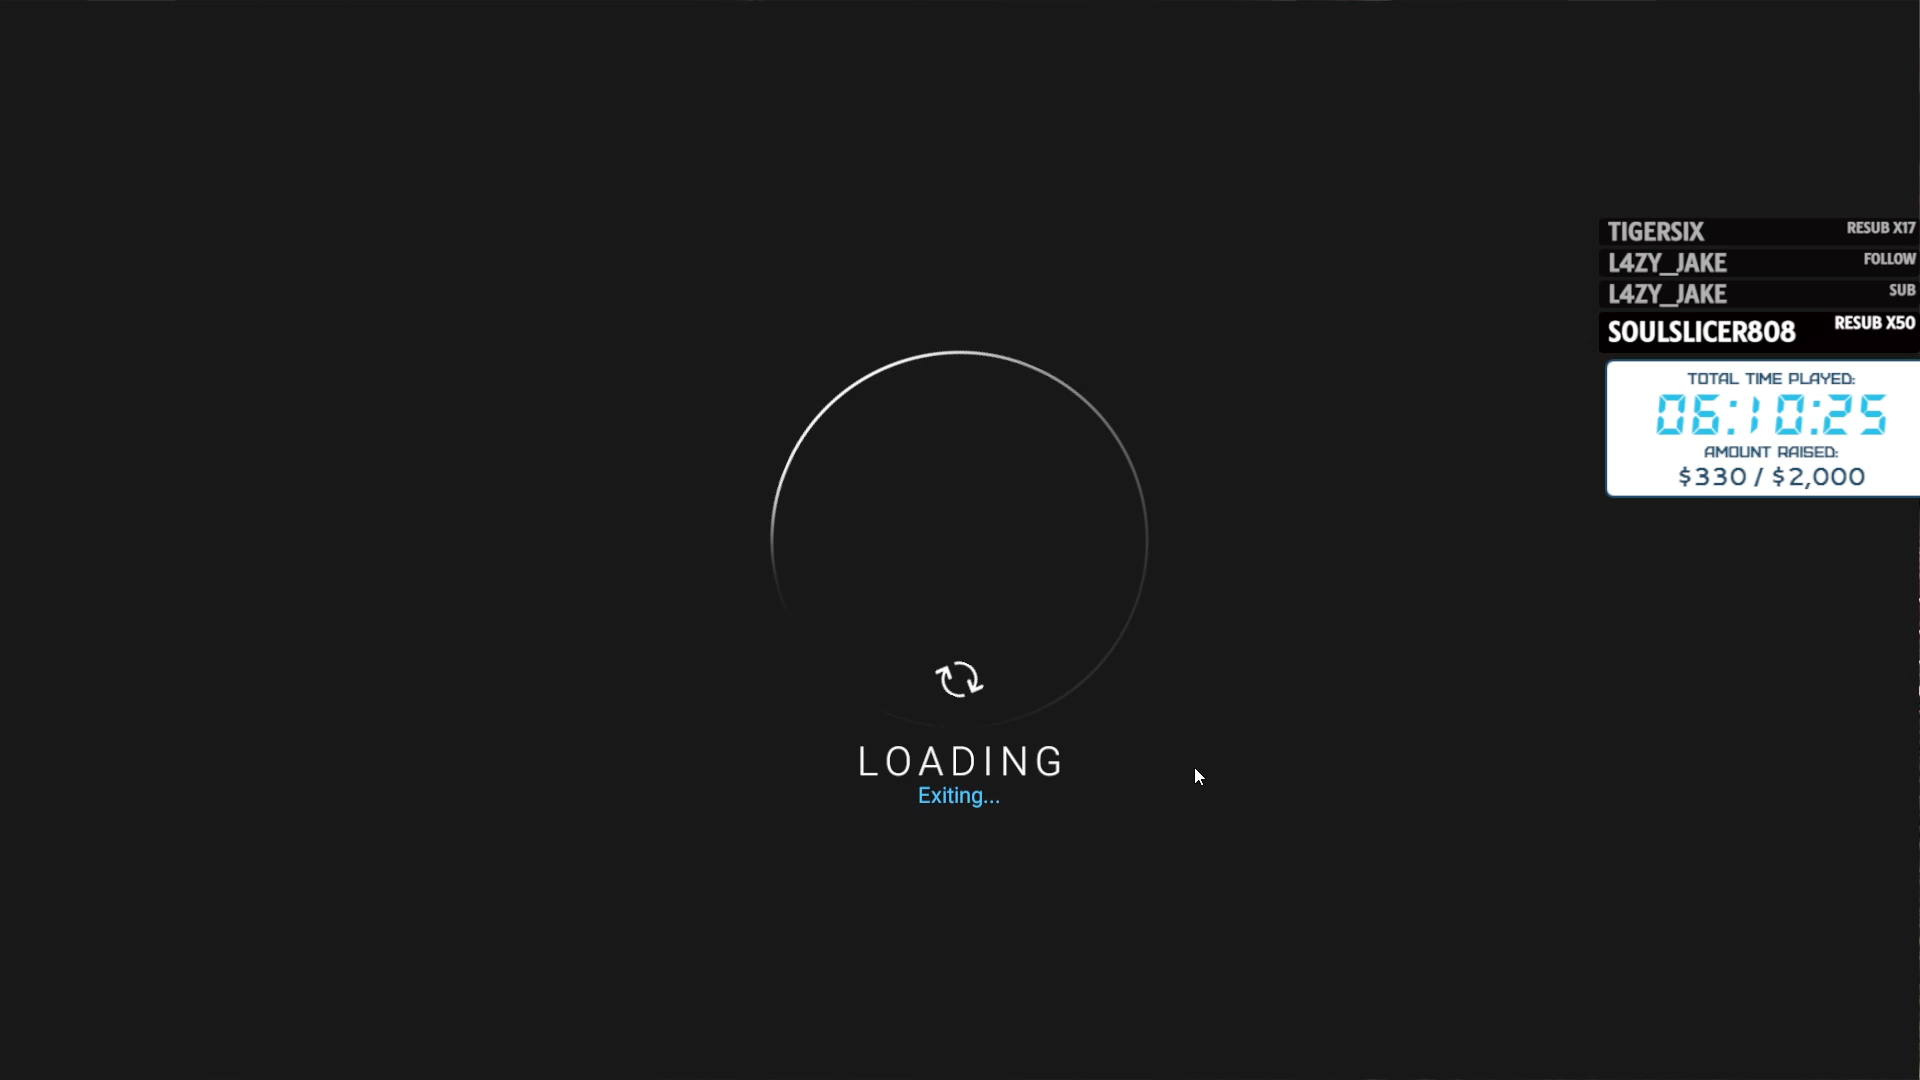 TIGERSIX RESUB X17
L4ZY_JAKE FOLLOW
L4ZY_JAKE SUB
SOULSLICER808 RESUB X50
TOTAL TIME PLAYED:
06:10:25
AMOUNT RAISED:
$330 / $2,000
LOADING
Exiting...